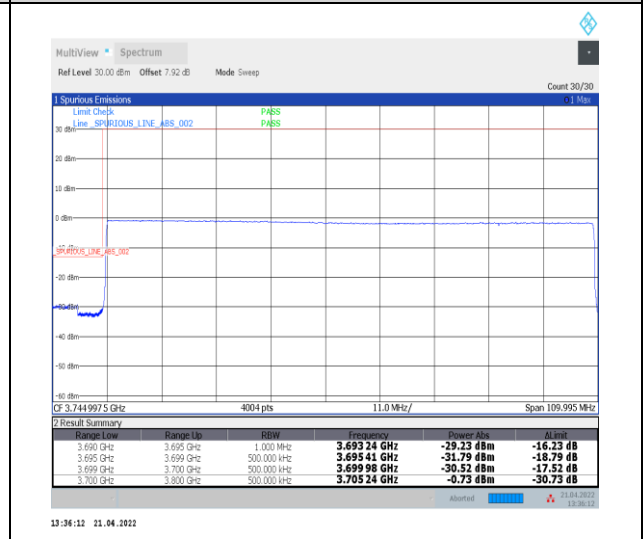 MultiView Spectrum
Ref Level 30.00 dBm Offset 7.92 dB Mode Sweep
Count 30/30
1 Spurious Emissions 1 Max
Limit Check PASS
Line _SPURIOUS_LINE_ABS_002 PASS
30 dBm
20 dBm
10 dBm
0 dBm
-10 dBm
_SPURIOUS_LINE_ABS_002
-20 dBm
-30 dBm
-40 dBm
-50 dBm
-60 dBm
CF 3.7449975 GHz 4004 pts 11.0 MHz/ Span 109.995 MHz
2 Result Summary
Range Low Range Up RBW Frequency Power Abs ΔLimit
3.690 GHz 3.695 GHz 1.000 MHz 3.693 24 GHz -29.23 dBm -16.23 dB
3.695 GHz 3.699 GHz 500.000 kHz 3.695 41 GHz -31.79 dBm -18.79 dB
3.699 GHz 3.700 GHz 500.000 kHz 3.699 98 GHz -30.52 dBm -17.52 dB
3.700 GHz 3.800 GHz 500.000 kHz 3.705 24 GHz -0.73 dBm -30.73 dB
Aborted 21.04.2022
13:36:12
13:36:12 21.04.2022